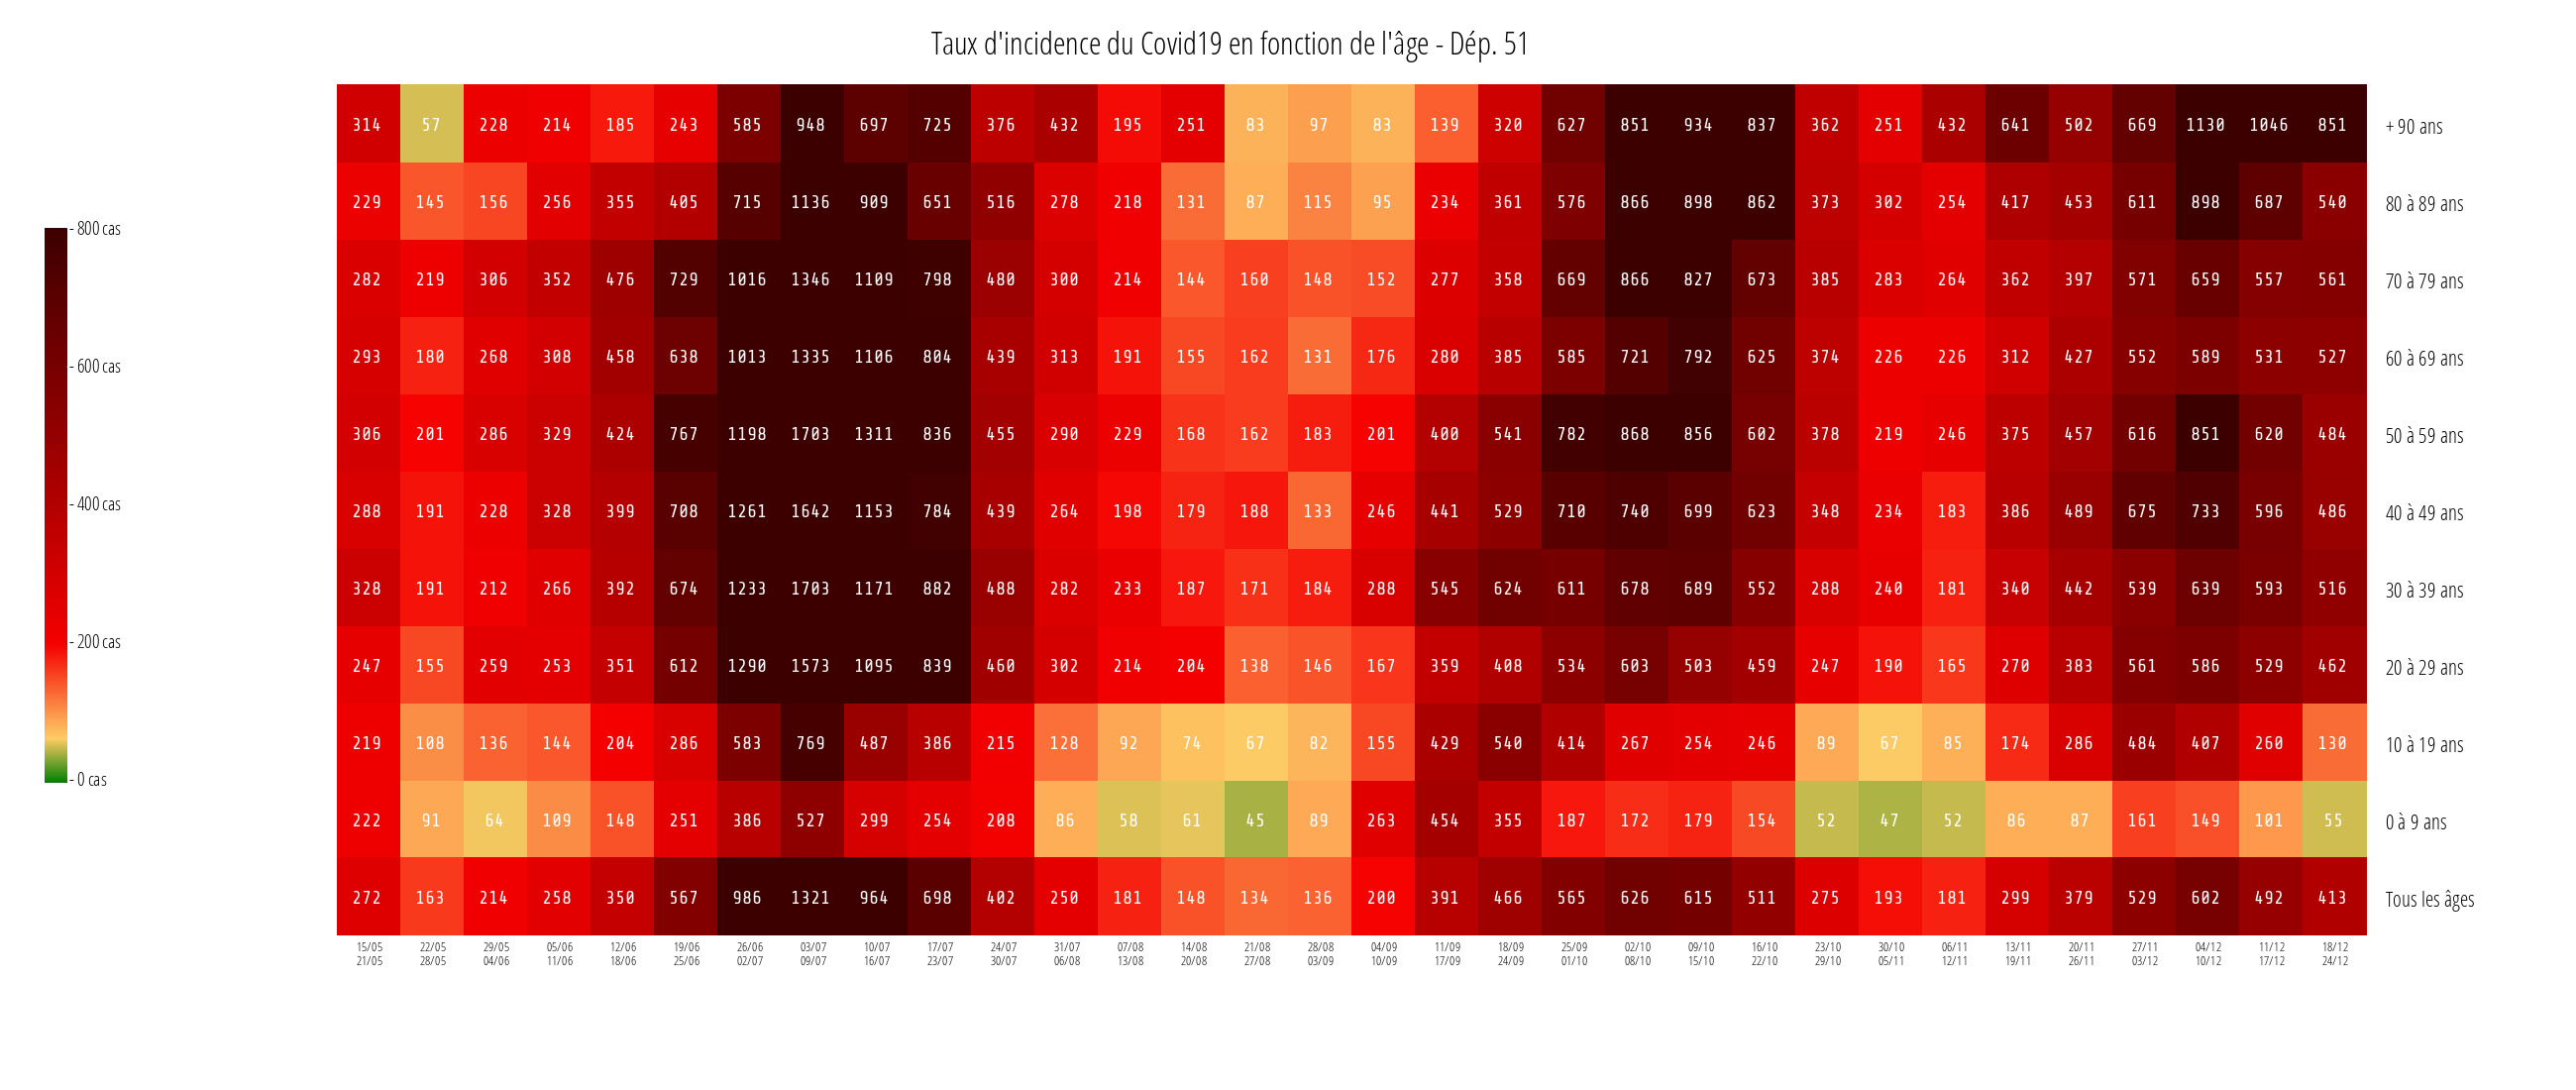 Taux d'incidence du Covid19 en fonction de l'âge - Dép. 51
- 800 cas
- 600 cas
- 400 cas
- 200 cas
- 0 cas
314 57 228 214 185 243 585 948 697 725 376 432 195 251 83 97 83 139 320 627 851 934 837 362 251 432 641 502 669 1130 1046 851 + 90 ans
229 145 156 256 355 405 715 1136 909 651 516 278 218 131 87 115 95 234 361 576 866 898 862 373 302 254 417 453 611 898 687 540 80 à 89 ans
282 219 306 352 476 729 1016 1346 1109 798 480 300 214 144 160 148 152 277 358 669 866 827 673 385 283 264 362 397 571 659 557 561 70 à 79 ans
293 180 268 308 458 638 1013 1335 1106 804 439 313 191 155 162 131 176 280 385 585 721 792 625 374 226 226 312 427 552 589 531 527 60 à 69 ans
306 201 286 329 424 767 1198 1703 1311 836 455 290 229 168 162 183 201 400 541 782 868 856 602 378 219 246 375 457 616 851 620 484 50 à 59 ans
288 191 228 328 399 708 1261 1642 1153 784 439 264 198 179 188 133 246 441 529 710 740 699 623 348 234 183 386 489 675 733 596 486 40 à 49 ans
328 191 212 266 392 674 1233 1703 1171 882 488 282 233 187 171 184 288 545 624 611 678 689 552 288 240 181 340 442 539 639 593 516 30 à 39 ans
247 155 259 253 351 612 1290 1573 1095 839 460 302 214 204 138 146 167 359 408 534 603 503 459 247 190 165 270 383 561 586 529 462 20 à 29 ans
219 108 136 144 204 286 583 769 487 386 215 128 92 74 67 82 155 429 540 414 267 254 246 89 67 85 174 286 484 407 260 130 10 à 19 ans
222 91 64 109 148 251 386 527 299 254 208 86 58 61 45 89 263 454 355 187 172 179 154 52 47 52 86 87 161 149 101 55 0 à 9 ans
272 163 214 258 350 567 986 1321 964 698 402 250 181 148 134 136 200 391 466 565 626 615 511 275 193 181 299 379 529 602 492 413 Tous les âges
15/05 22/05 29/05 05/06 12/06 19/06 26/06 03/07 10/07 17/07 24/07 31/07 07/08 14/08 21/08 28/08 04/09 11/09 18/09 25/09 02/10 09/10 16/10 23/10 30/10 06/11 13/11 20/11 27/11 04/12 11/12 18/12
21/05 28/05 04/06 11/06 18/06 25/06 02/07 09/07 16/07 23/07 30/07 06/08 13/08 20/08 27/08 03/09 10/09 17/09 24/09 01/10 08/10 15/10 22/10 29/10 05/11 12/11 19/11 26/11 03/12 10/12 17/12 24/12